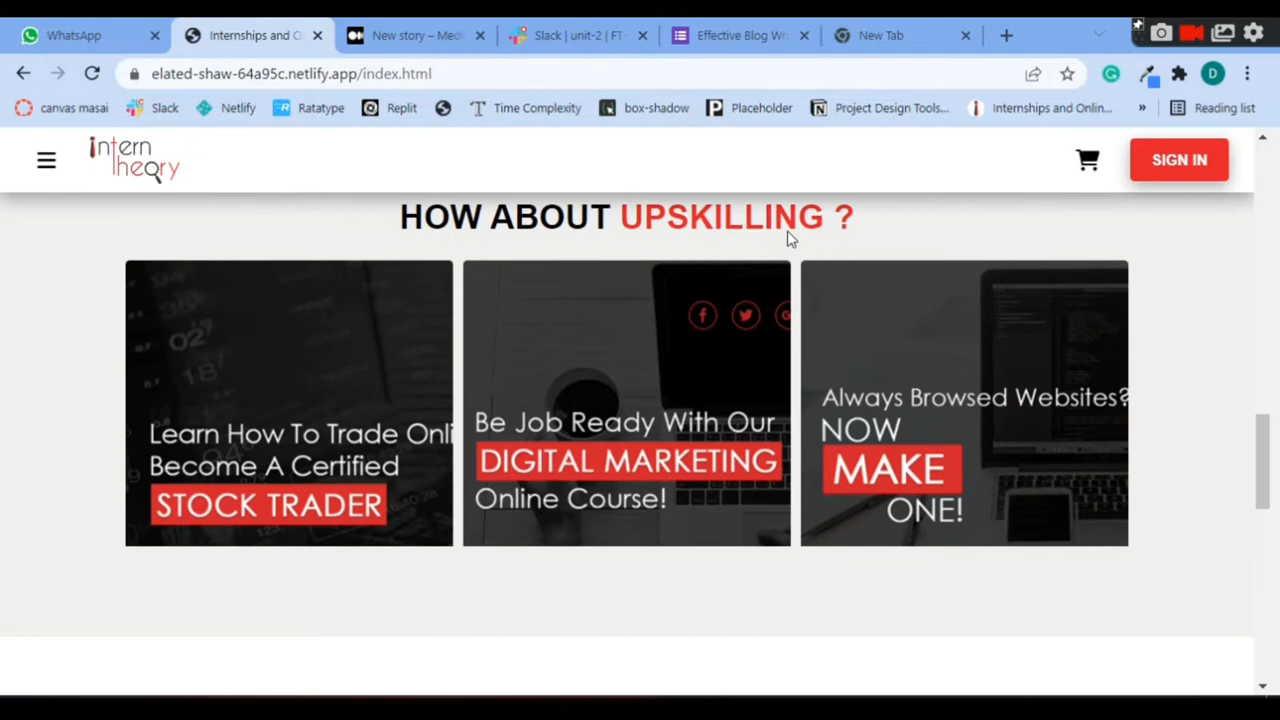 WhatsApp
Internships and O
New story – Medi
Slack | unit-2 | FT
Effective Blog Wr
New Tab
elated-shaw-64a95c.netlify.app/index.html
D
canvas masai
Slack
Netlify
Ratatype
Replit
Time Complexity
box-shadow
Placeholder
Project Design Tools...
Internships and Onlin...
»
Reading list
intern
theory
SIGN IN
HOW ABOUT UPSKILLING ?
Learn How To Trade Onli
Become A Certified
STOCK TRADER
Be Job Ready With Our
DIGITAL MARKETING
Online Course!
Always Browsed Websites?
NOW
MAKE
ONE!